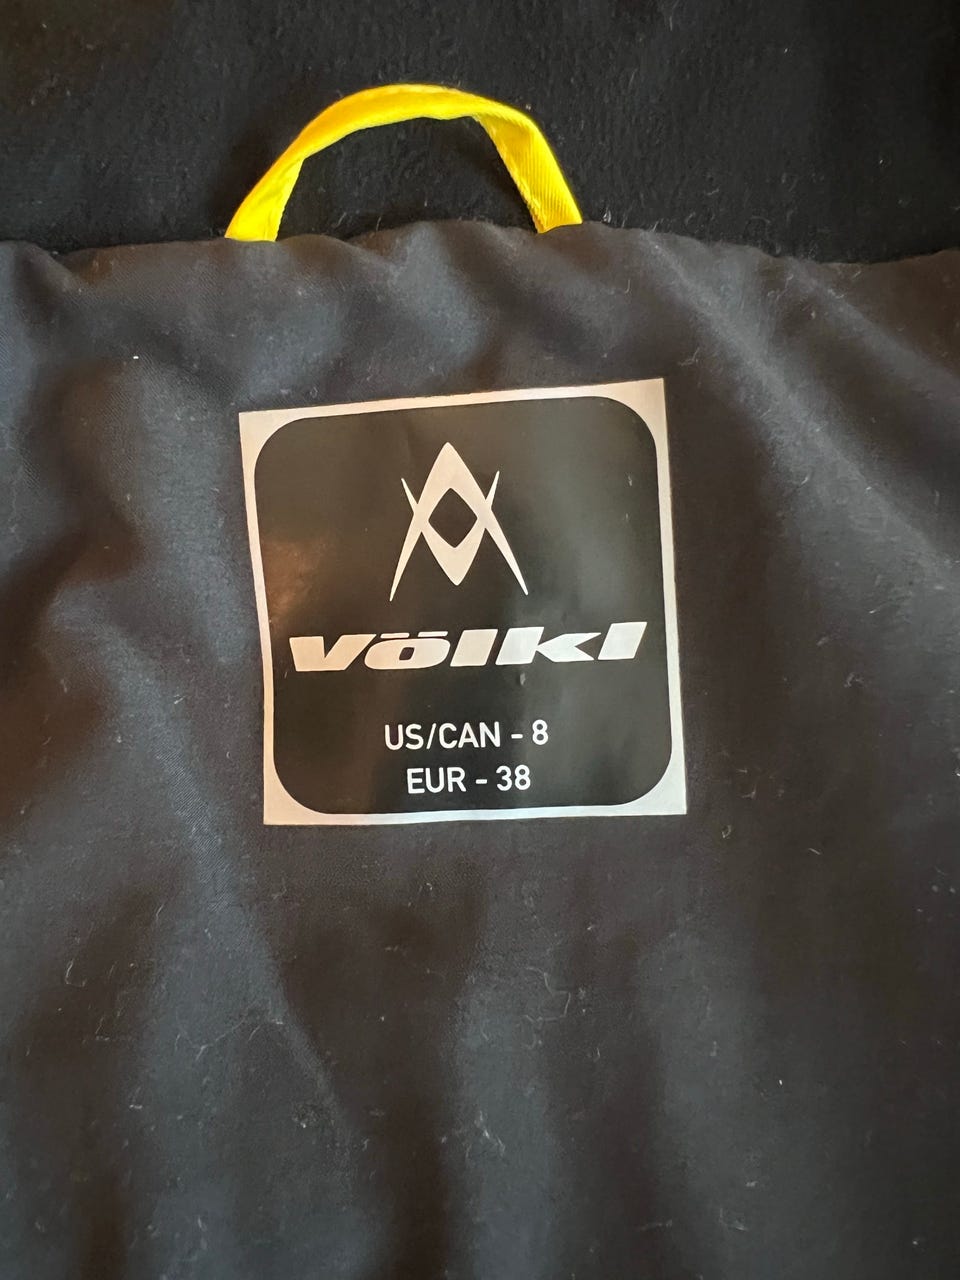 völkl
US/CAN - 8
EUR - 38